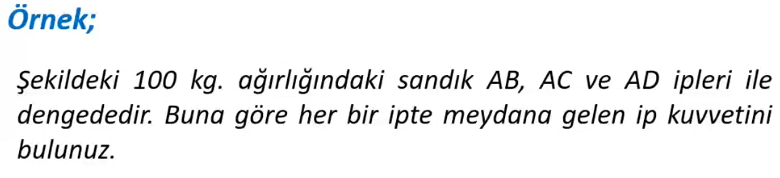 Örnek;
Şekildeki 100 kg. ağırlığındaki sandık AB, AC ve AD ipleri ile
dengededir. Buna göre her bir ipte meydana gelen ip kuvvetini
bulunuz.